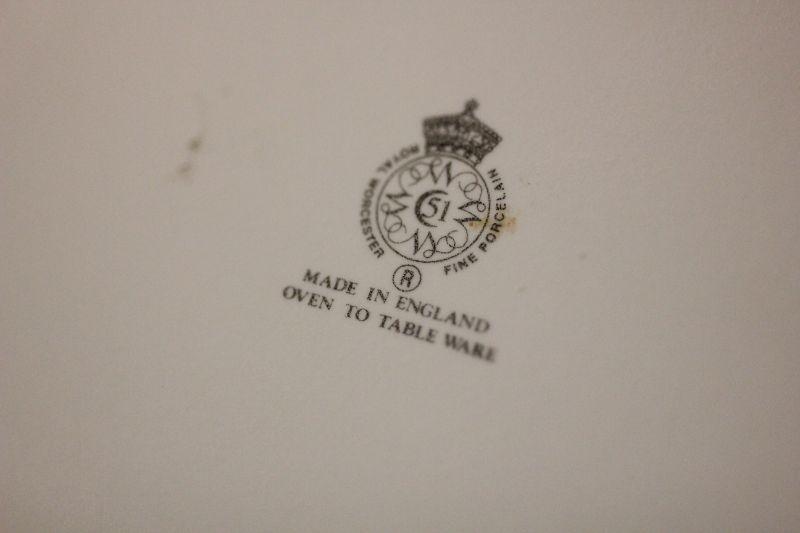 ROYAL WORCESTER
FINE PORCELAIN
51
®
MADE IN ENGLAND
OVEN TO TABLE WARE